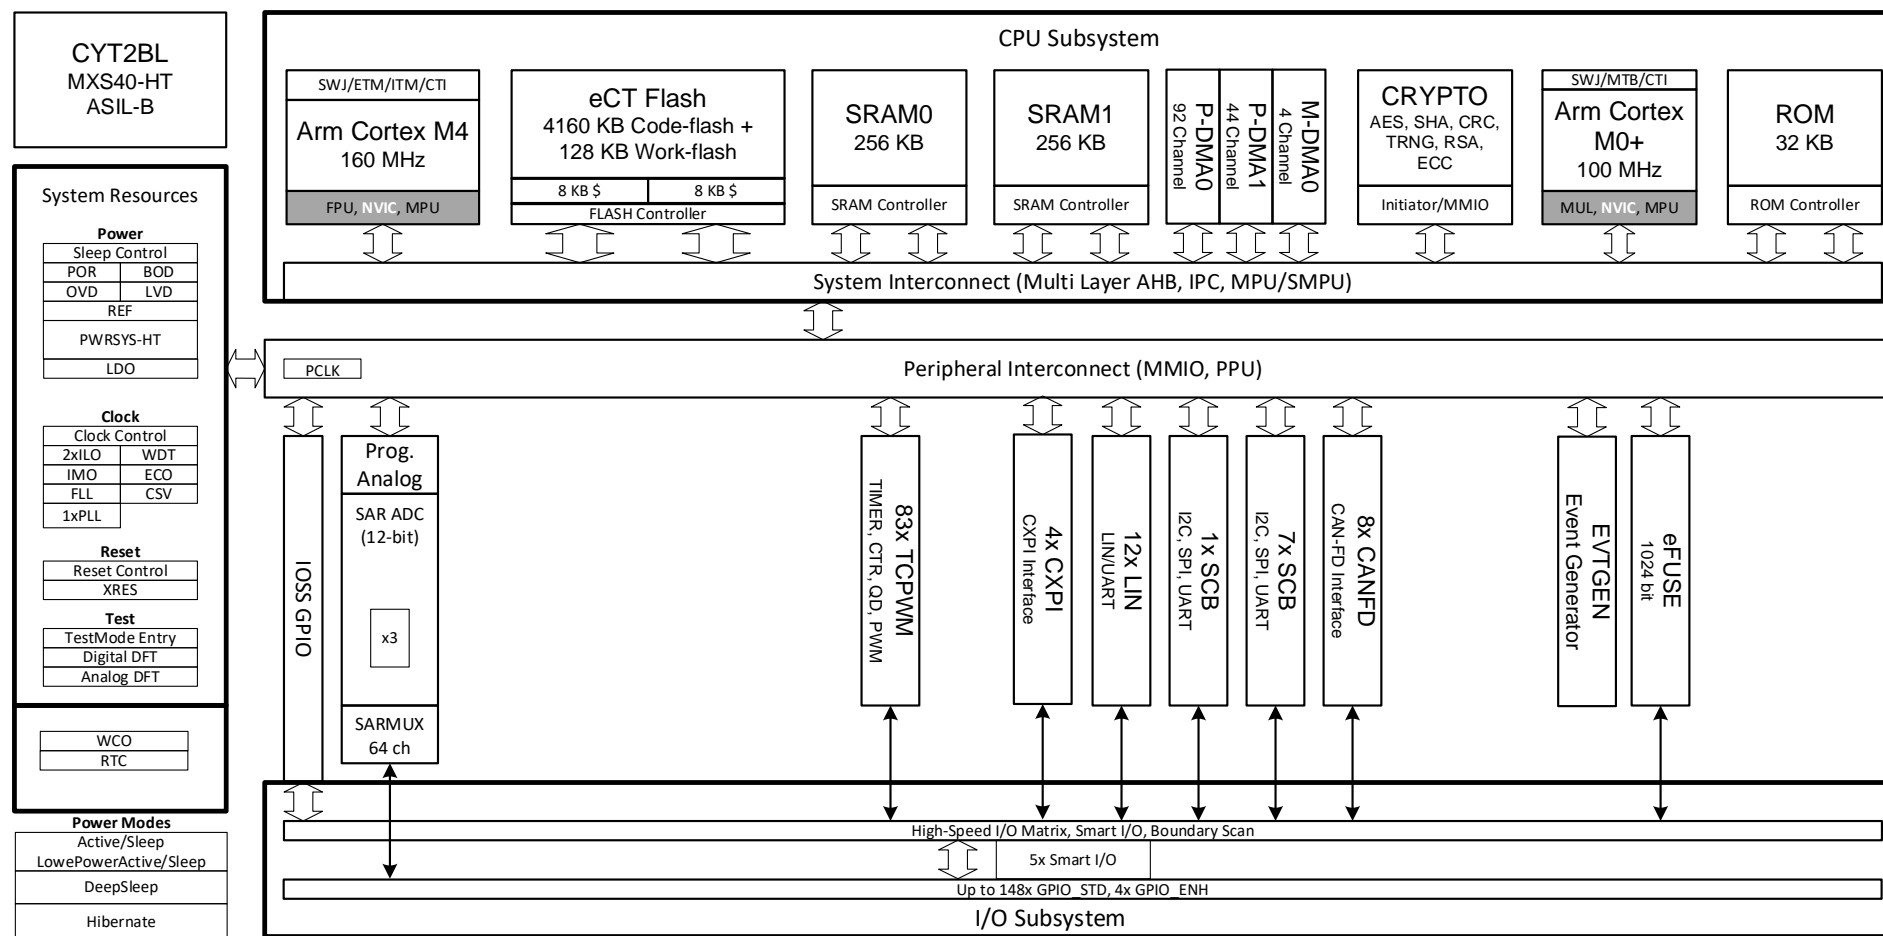 CYT2BL
MXS40-HT
ASIL-B
System Resources
Power
Sleep Control
POR
BOD
OVD
LVD
REF
PWRSYS-HT
LDO
Clock
Clock Control
2xILO
WDT
IMO
ECO
FLL
CSV
1xPLL
Reset
Reset Control
XRES
Test
TestMode Entry
Digital DFT
Analog DFT
WCO
RTC
Power Modes
Active/Sleep
LowePowerActive/Sleep
DeepSleep
Hibernate
CPU Subsystem
SWJ/ETM/ITM/CTI
Arm Cortex M4
160 MHz
FPU, NVIC, MPU
eCT Flash
4160 KB Code-flash +
128 KB Work-flash
8 KB $
8 KB $
FLASH Controller
SRAM0
256 KB
SRAM Controller
SRAM1
256 KB
SRAM Controller
P-DMA0
92 Channel
P-DMA1
44 Channel
M-DMA0
4 Channel
CRYPTO
AES, SHA, CRC,
TRNG, RSA,
ECC
Initiator/MMIO
SWJ/MTB/CTI
Arm Cortex
M0+
100 MHz
MUL, NVIC, MPU
ROM
32 KB
ROM Controller
System Interconnect (Multi Layer AHB, IPC, MPU/SMPU)
PCLK
Peripheral Interconnect (MMIO, PPU)
IOSS GPIO
Prog.
Analog
SAR ADC
(12-bit)
x3
SARMUX
64 ch
83x TCPWM
TIMER, CTR, QD, PWM
4x CXPI
CXPI Interface
12x LIN
LIN/UART
1x SCB
I2C, SPI, UART
7x SCB
I2C, SPI, UART
8x CANFD
CAN-FD Interface
EVTGEN
Event Generator
eFUSE
1024 bit
High-Speed I/O Matrix, Smart I/O, Boundary Scan
5x Smart I/O
Up to 148x GPIO_STD, 4x GPIO_ENH
I/O Subsystem